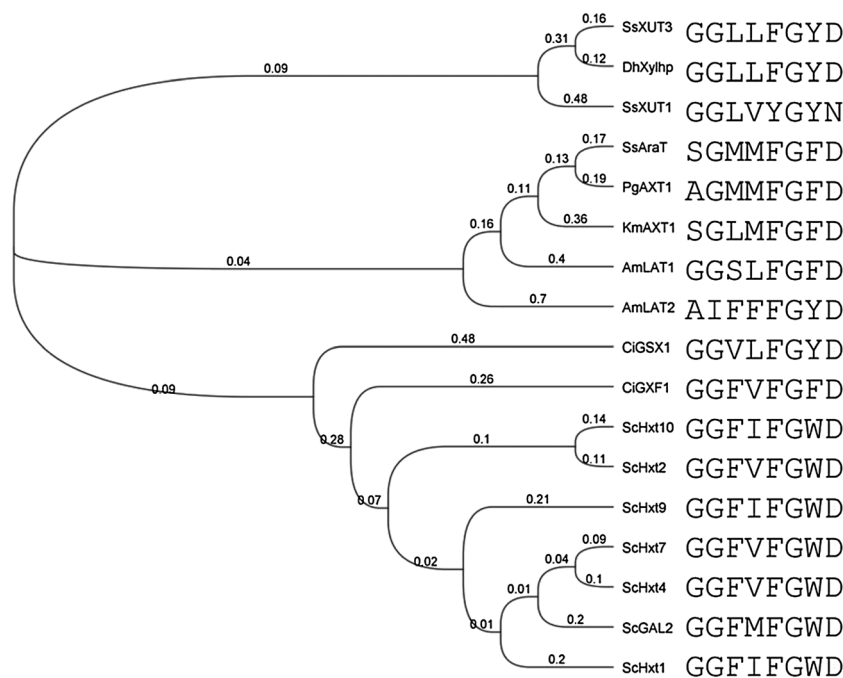 0.16 SsXUT3 GGLLFGYD
0.31
0.12 DhXylhp GGLLFGYD
0.09
0.48 SsXUT1 GGLVYGYN
0.17 SsAraT SGMMFGFD
0.13
0.19 PgAXT1 AGMMFGFD
0.11
0.36 KmAXT1 SGLMFGFD
0.16
0.04 0.4 AmLAT1 GGSLFGFD
0.7 AmLAT2 AIFFFGYD
0.48 CiGSX1 GGVLFGYD
0.09 0.26 CiGXF1 GGFVFGFD
0.14 ScHxt10 GGFIFGWD
0.28 0.1
0.11 ScHxt2 GGFVFGWD
0.07 0.21 ScHxt9 GGFIFGWD
0.09 ScHxt7 GGFVFGWD
0.02 0.04
0.1 ScHxt4 GGFVFGWD
0.01
0.01 0.2 ScGAL2 GGFMFGWD
0.2 ScHxt1 GGFIFGWD